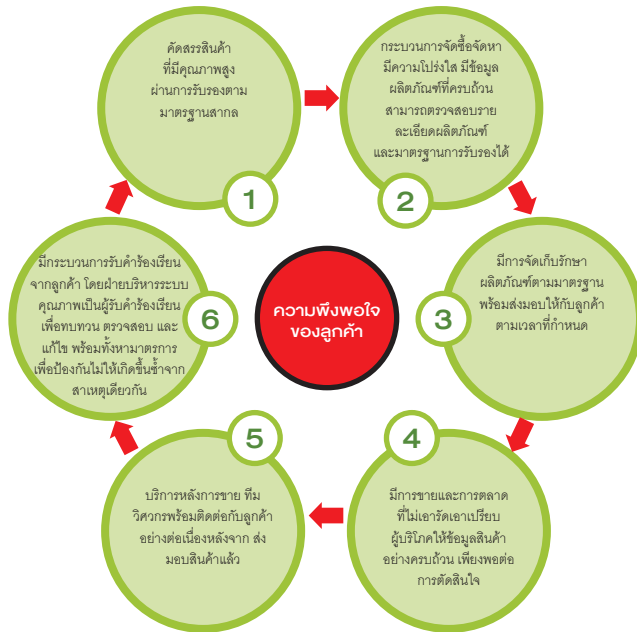 คัดสรรสินค้า
ที่มีคุณภาพสูง
ผ่านการรับรองตาม
มาตรฐานสากล
1
กระบวนการจัดซื้อจัดหา
มีความโปร่งใส มีข้อมูล
ผลิตภัณฑ์ที่ครบถ้วน
สามารถตรวจสอบราย
ละเอียดผลิตภัณฑ์
และมาตรฐานการรับรองได้
2
มีการจัดเก็บรักษา
ผลิตภัณฑ์ตามมาตรฐาน
พร้อมส่งมอบให้กับลูกค้า
ตามเวลาที่กำหนด
3
4
มีการขายและการตลาด
ที่ไม่เอารัดเอาเปรียบ
ผู้บริโภคให้ข้อมูลสินค้า
อย่างครบถ้วน เพียงพอต่อ
การตัดสินใจ
5
บริการหลังการขาย ทีม
วิศวกรพร้อมติดต่อกับลูกค้า
อย่างต่อเนื่องหลังจาก ส่ง
มอบสินค้าแล้ว
มีกระบวนการรับคำร้องเรียน
จากลูกค้า โดยฝ่ายบริหารระบบ
คุณภาพเป็นผู้รับคำร้องเรียน
เพื่อทบทวน ตรวจสอบ และ
แก้ไข พร้อมทั้งหามาตรการ
เพื่อป้องกันไม่ให้เกิดขึ้นซ้ำจาก
สาเหตุเดียวกัน
6
ความพึงพอใจ
ของลูกค้า